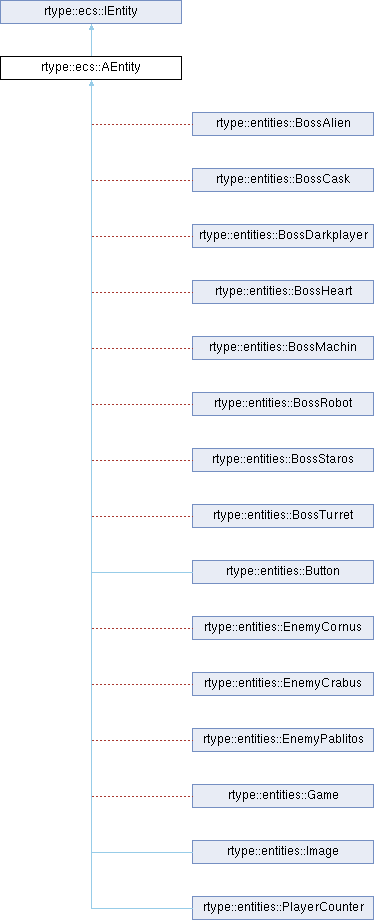 rtype::ecs::IEntity
rtype::ecs::AEntity
rtype::entities::BossAlien
rtype::entities::BossCask
rtype::entities::BossDarkplayer
rtype::entities::BossHeart
rtype::entities::BossMachin
rtype::entities::BossRobot
rtype::entities::BossStaros
rtype::entities::BossTurret
rtype::entities::Button
rtype::entities::EnemyCornus
rtype::entities::EnemyCrabus
rtype::entities::EnemyPablitos
rtype::entities::Game
rtype::entities::Image
rtype::entities::PlayerCounter